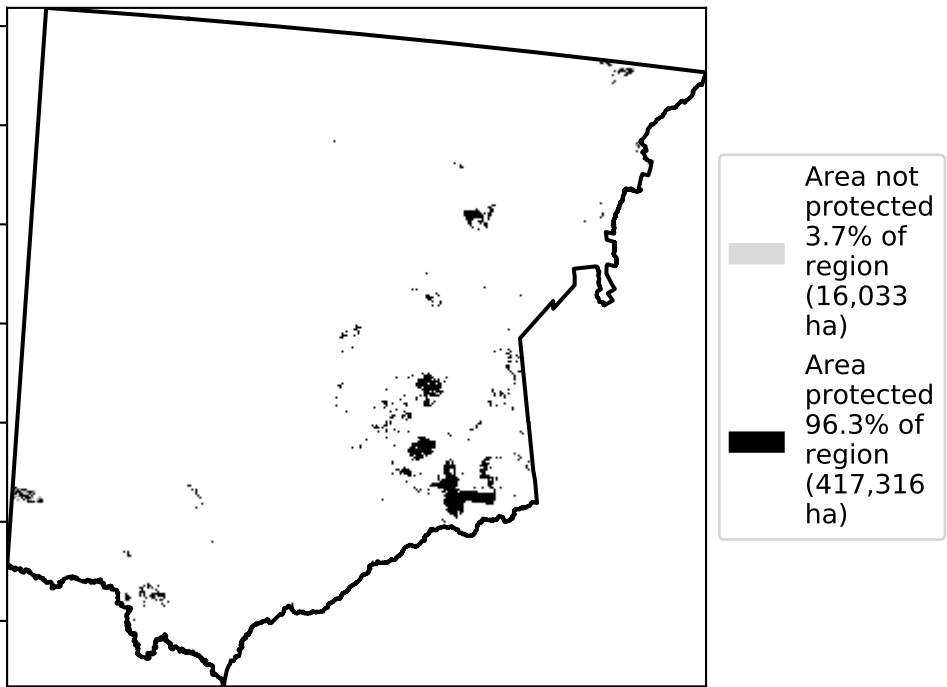 Area not
protected
3.7% of
region
(16,033
ha)
Area
protected
96.3% of
region
(417,316
ha)